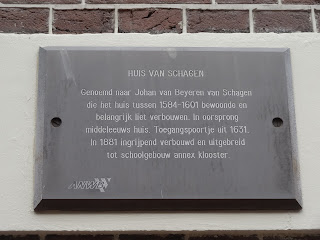 HUIS VAN SCHAGEN
Genoemd naar Johan van Beyeren van Schagen
die het huis tussen 1584-1601 bewoonde en
belangrijk liet verbouwen. In oorsprong
middeleeuws huis. Toegangspoortje uit 1631.
In 1881 ingrijpend verbouwd en uitgebreid
tot schoolgebouw annex klooster.